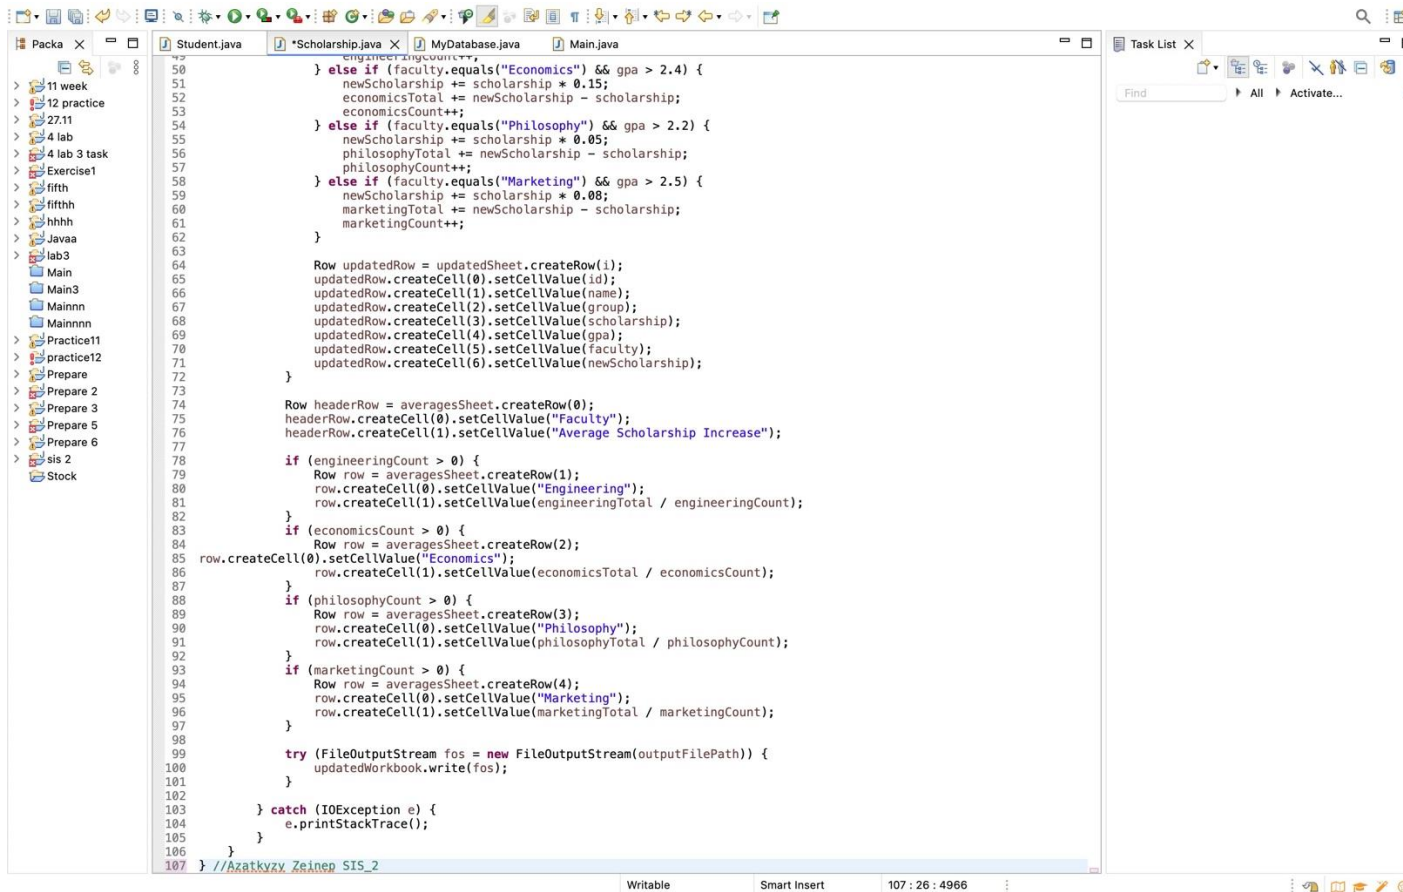 Packa
Student.java
*Scholarship.java
MyDatabase.java
Main.java
Task List
Find
All
Activate...
11 week
12 practice
27.11
4 lab
4 lab 3 task
Exercise1
fifth
fifthh
hhhh
Javaa
lab3
Main
Main3
Mainnn
Mainnnn
Practice11
practice12
Prepare
Prepare 2
Prepare 3
Prepare 5
Prepare 6
sis 2
Stock
49 engineeringCount++;
50 } else if (faculty.equals("Economics") && gpa > 2.4) {
51 newScholarship += scholarship * 0.15;
52 economicsTotal += newScholarship - scholarship;
53 economicsCount++;
54 } else if (faculty.equals("Philosophy") && gpa > 2.2) {
55 newScholarship += scholarship * 0.05;
56 philosophyTotal += newScholarship - scholarship;
57 philosophyCount++;
58 } else if (faculty.equals("Marketing") && gpa > 2.5) {
59 newScholarship += scholarship * 0.08;
60 marketingTotal += newScholarship - scholarship;
61 marketingCount++;
62 }
63
64 Row updatedRow = updatedSheet.createRow(i);
65 updatedRow.createCell(0).setCellValue(id);
66 updatedRow.createCell(1).setCellValue(name);
67 updatedRow.createCell(2).setCellValue(group);
68 updatedRow.createCell(3).setCellValue(scholarship);
69 updatedRow.createCell(4).setCellValue(gpa);
70 updatedRow.createCell(5).setCellValue(faculty);
71 updatedRow.createCell(6).setCellValue(newScholarship);
72 }
73
74 Row headerRow = averagesSheet.createRow(0);
75 headerRow.createCell(0).setCellValue("Faculty");
76 headerRow.createCell(1).setCellValue("Average Scholarship Increase");
77
78 if (engineeringCount > 0) {
79 Row row = averagesSheet.createRow(1);
80 row.createCell(0).setCellValue("Engineering");
81 row.createCell(1).setCellValue(engineeringTotal / engineeringCount);
82 }
83 if (economicsCount > 0) {
84 Row row = averagesSheet.createRow(2);
85 row.createCell(0).setCellValue("Economics");
86 row.createCell(1).setCellValue(economicsTotal / economicsCount);
87 }
88 if (philosophyCount > 0) {
89 Row row = averagesSheet.createRow(3);
90 row.createCell(0).setCellValue("Philosophy");
91 row.createCell(1).setCellValue(philosophyTotal / philosophyCount);
92 }
93 if (marketingCount > 0) {
94 Row row = averagesSheet.createRow(4);
95 row.createCell(0).setCellValue("Marketing");
96 row.createCell(1).setCellValue(marketingTotal / marketingCount);
97 }
98
99 try (FileOutputStream fos = new FileOutputStream(outputFilePath)) {
100 updatedWorkbook.write(fos);
101 }
102
103 } catch (IOException e) {
104 e.printStackTrace();
105 }
106 }
107 } //Azatkyzy Zeinep SIS_2
Writable
Smart Insert
107 : 26 : 4966